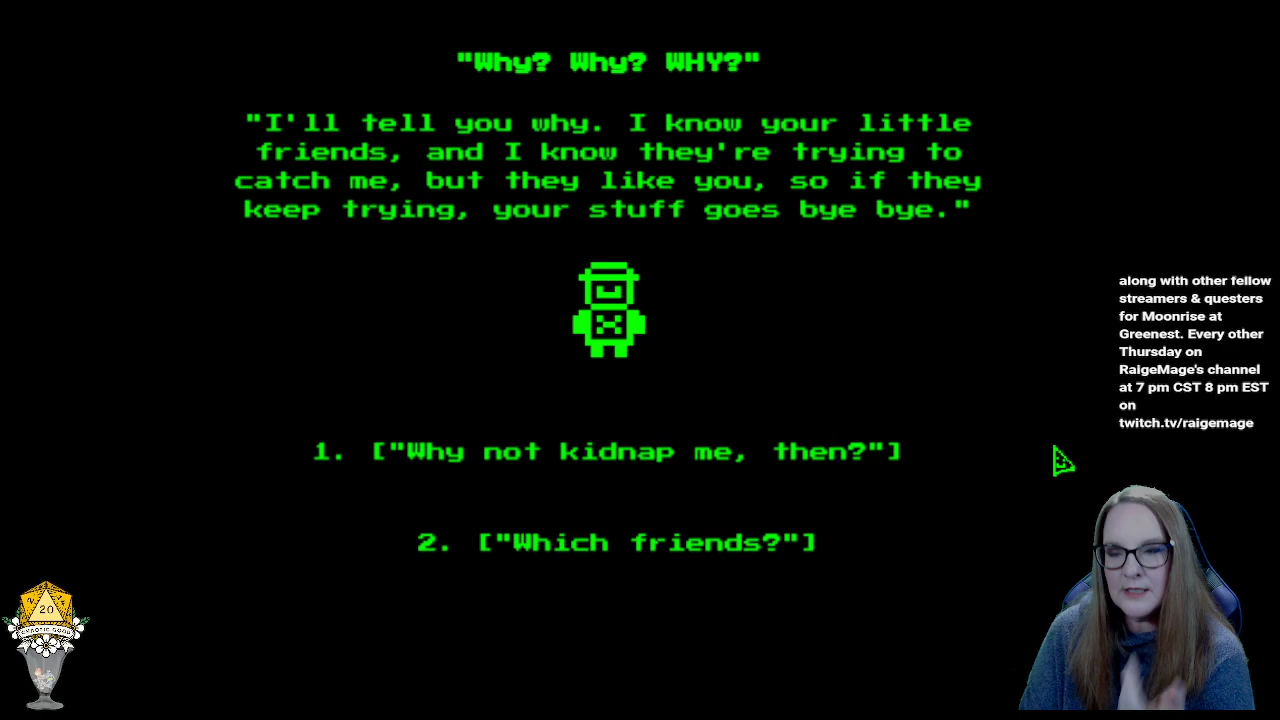 "Why? Why? WHY?"
"I'll tell you why. I know your little
friends, and I know they're trying to
catch me, but they like you, so if they
keep trying, your stuff goes bye bye."
1. ["Why not kidnap me, then?"]
2. ["Which friends?"]
along with other fellow
streamers & questers
for Moonrise at
Greenest. Every other
Thursday on
RaigeMage's channel
at 7 pm CST 8 pm EST
on
twitch.tv/raigemage
20
CHAOTIC GOOD